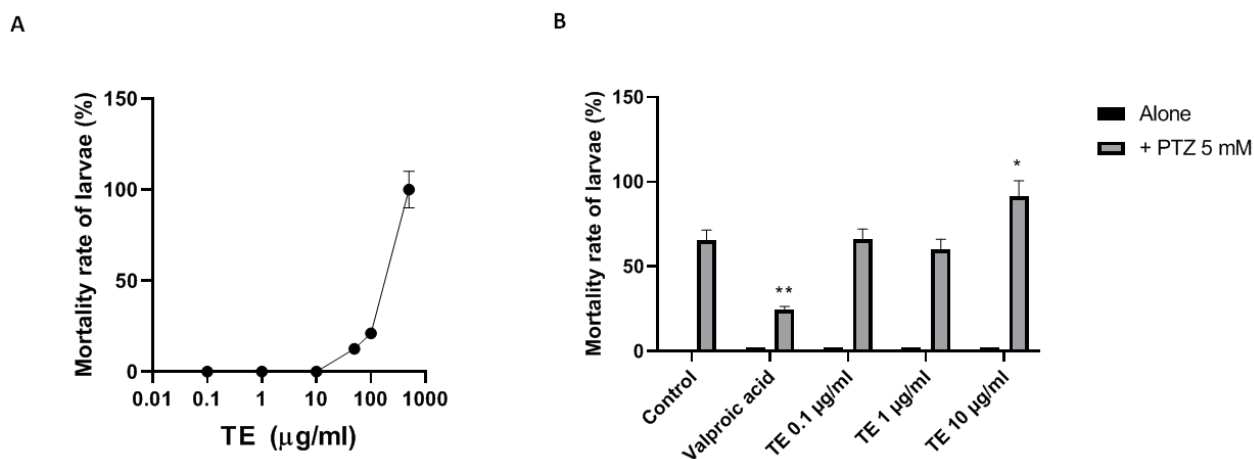 A
Mortality rate of larvae (%)
150
100
50
0
0.01 0.1 1 10 100 1000
TE (μg/ml)
B
Mortality rate of larvae (%)
150
100
50
0
**
*
Control
Valproic acid
TE 0.1 µg/ml
TE 1 µg/ml
TE 10 µg/ml
Alone
+ PTZ 5 mM